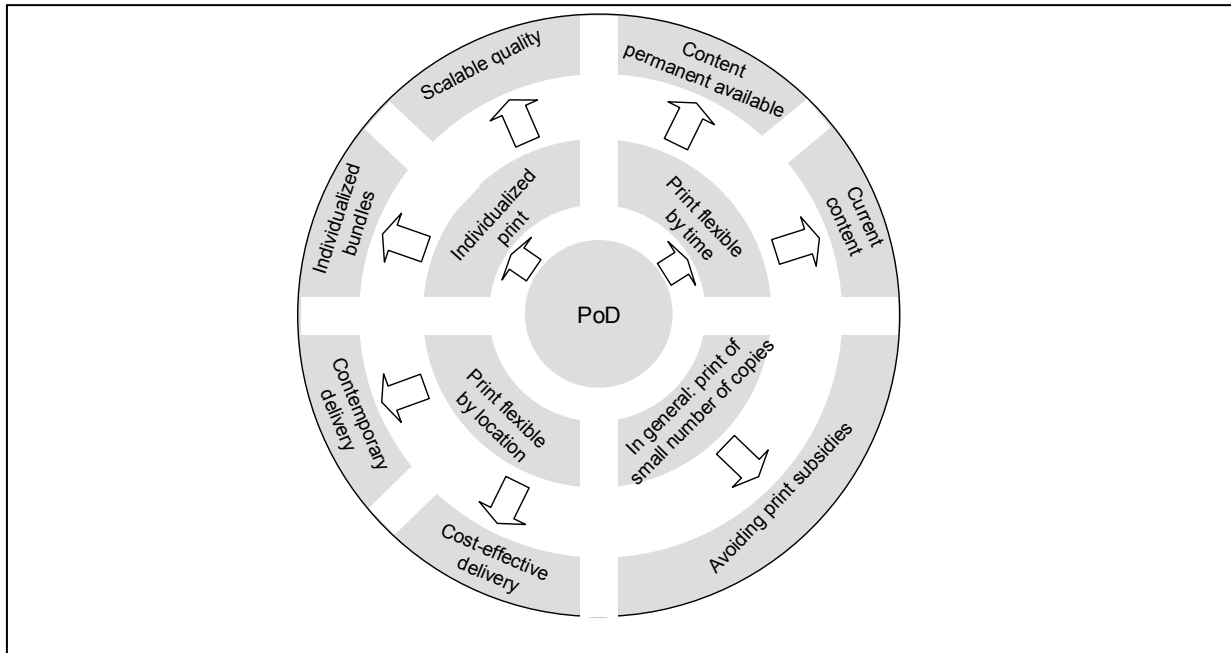 Scalable quality
Content
permanent available
Individualized
bundles
Individualized
print
Print flexible
by time
Current
content
PoD
Contemporary
delivery
Print flexible
by location
In general: print of
small number of copies
Cost-effective
delivery
Avoiding print subsidies